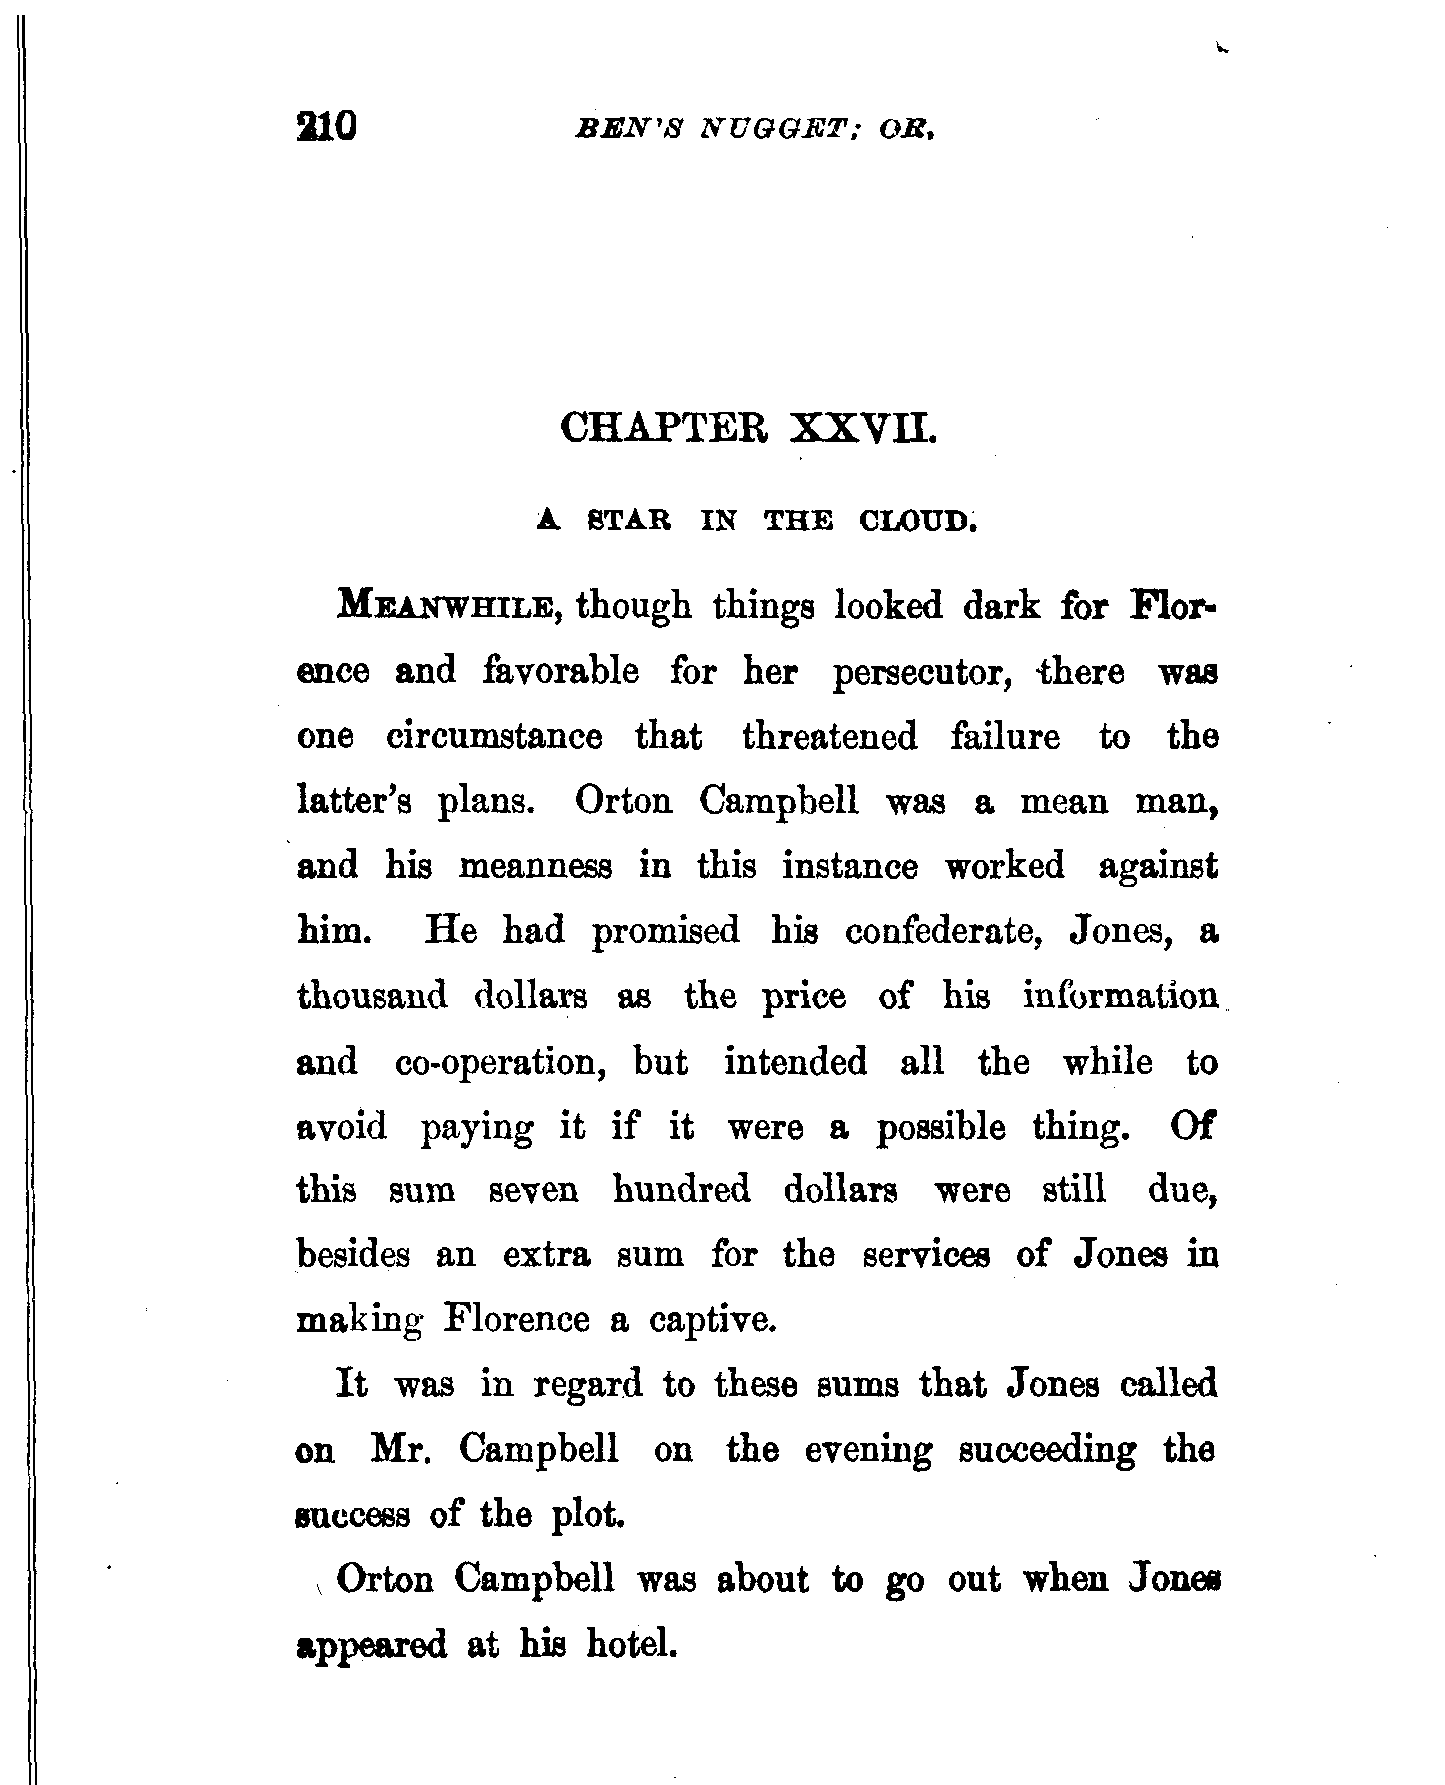 210 BEN'S NUGGET; OR,
CHAPTER XXVII.
A STAR IN THE CLOUD.
MEANWHILE, though things looked dark for Flor-
ence and favorable for her persecutor, there was
one circumstance that threatened failure to the
latter's plans. Orton Campbell was a mean man,
and his meanness in this instance worked against
him. He had promised his confederate, Jones, a
thousand dollars as the price of his information
and co-operation, but intended all the while to
avoid paying it if it were a possible thing. Of
this sum seven hundred dollars were still due,
besides an extra sum for the services of Jones in
making Florence a captive.
It was in regard to these sums that Jones called
on Mr. Campbell on the evening succeeding the
success of the plot.
Orton Campbell was about to go out when Jones
appeared at his hotel.